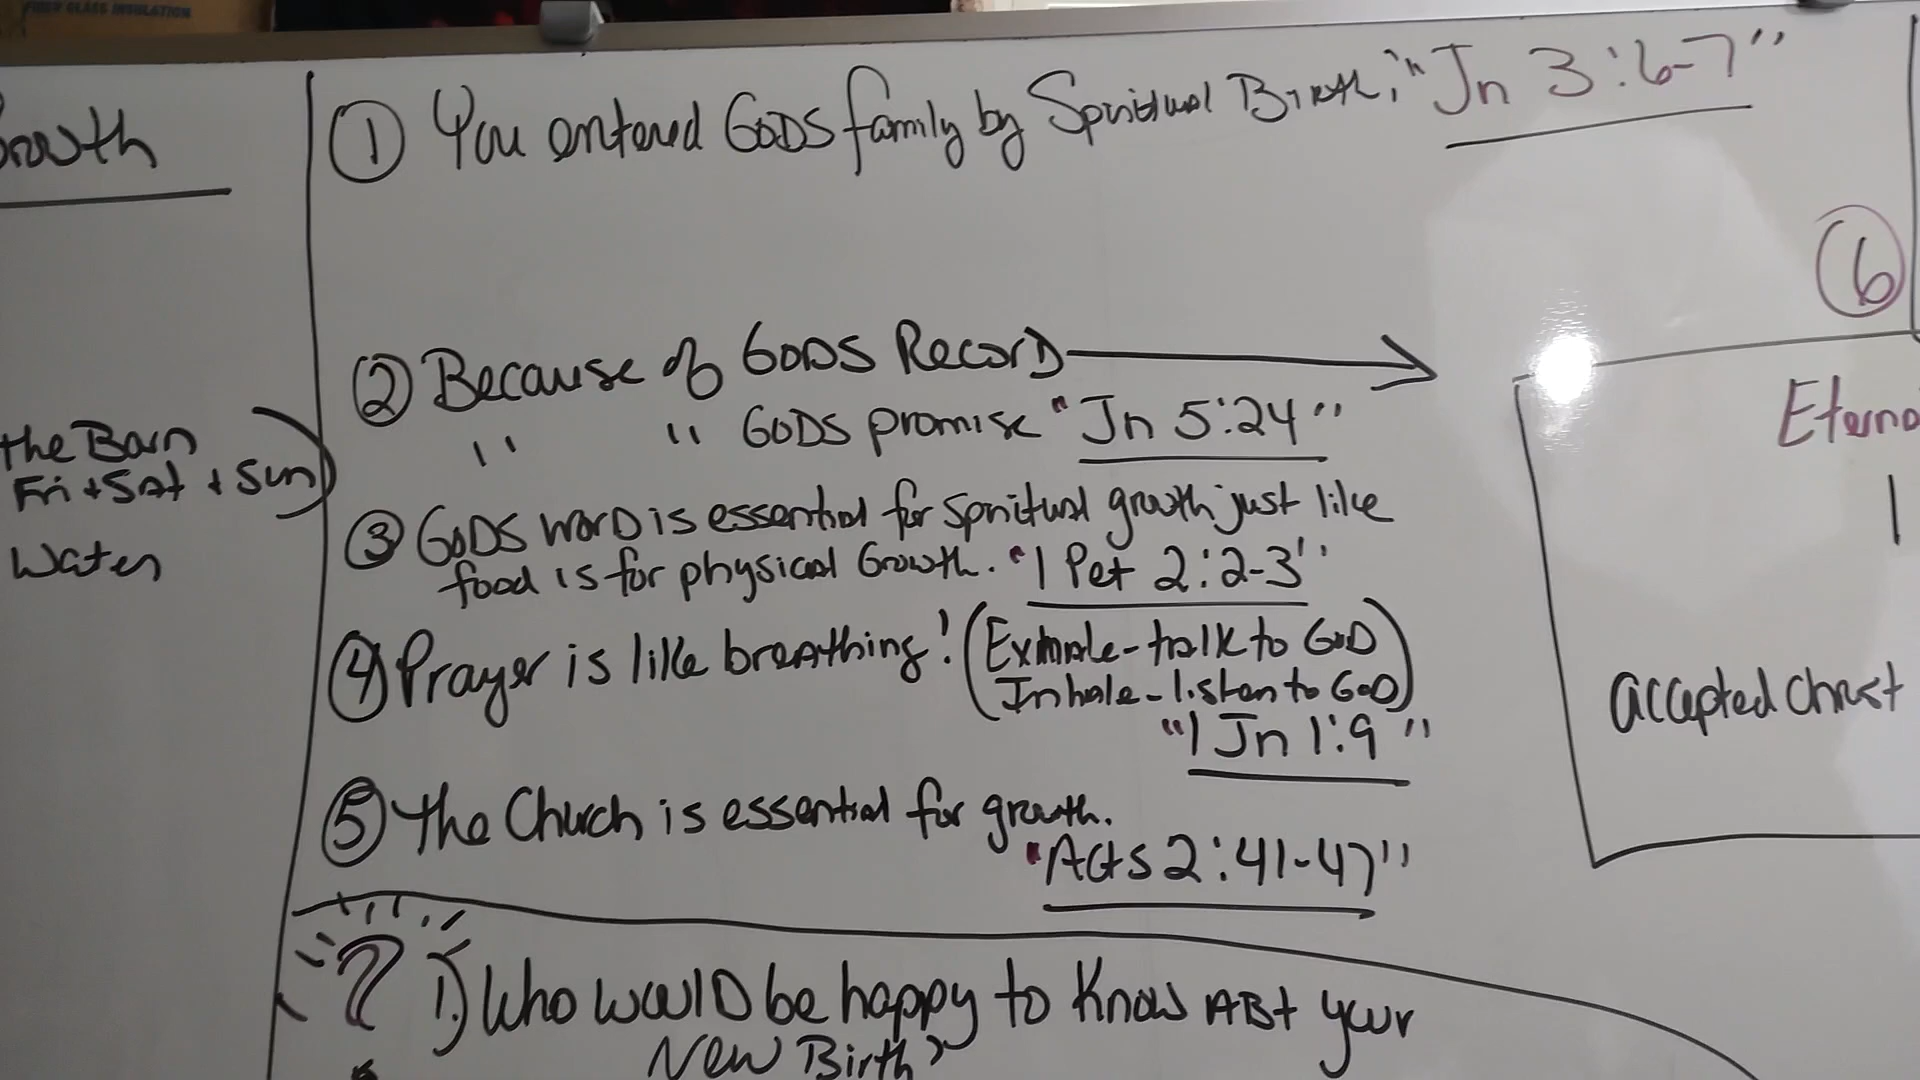 FIBER GLASS INSULATION
rowth
the Barn
Fri + SAt + Sun
Water
① You entered GODS family by Spiritual Birth, "Jn 3:6-7"
② Because of GODS Record
" " GODS promise "Jn 5:24"
③ GODS word is essential for spiritual growth just like
food is for physical Growth. "1 Pet 2:2-3"
④ Prayer is like breathing! (Exhale - talk to GOD
Inhale - listen to GOD)
"1 Jn 1:9"
⑤ The Church is essential for growth.
"Acts 2:41-47"
? 1.) Who would be happy to Know ABt your
New Birth?
⑥
Eterna
1
accepted Christ